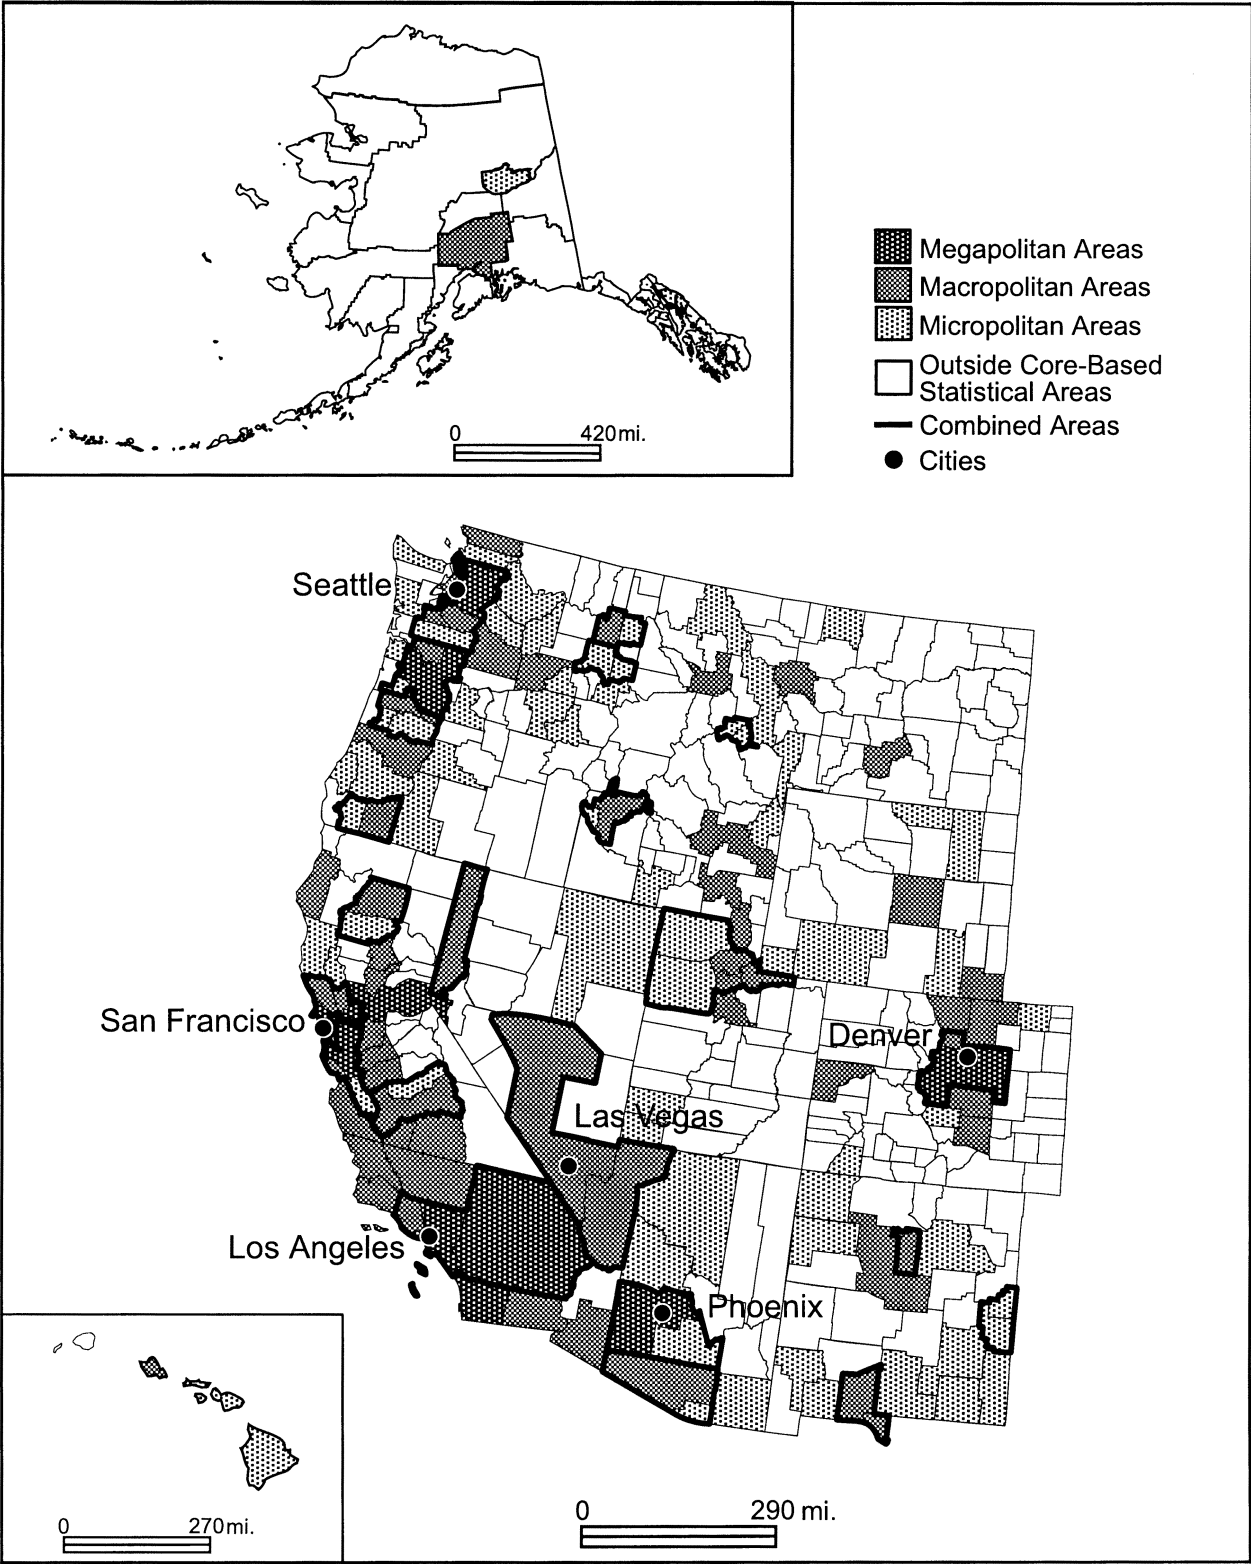 0 420 mi.
Megapolitan Areas
Macropolitan Areas
Micropolitan Areas
Outside Core-Based
Statistical Areas
Combined Areas
Cities
Seattle
San Francisco
Denver
Las Vegas
Los Angeles
Phoenix
0 270 mi.
0 290 mi.